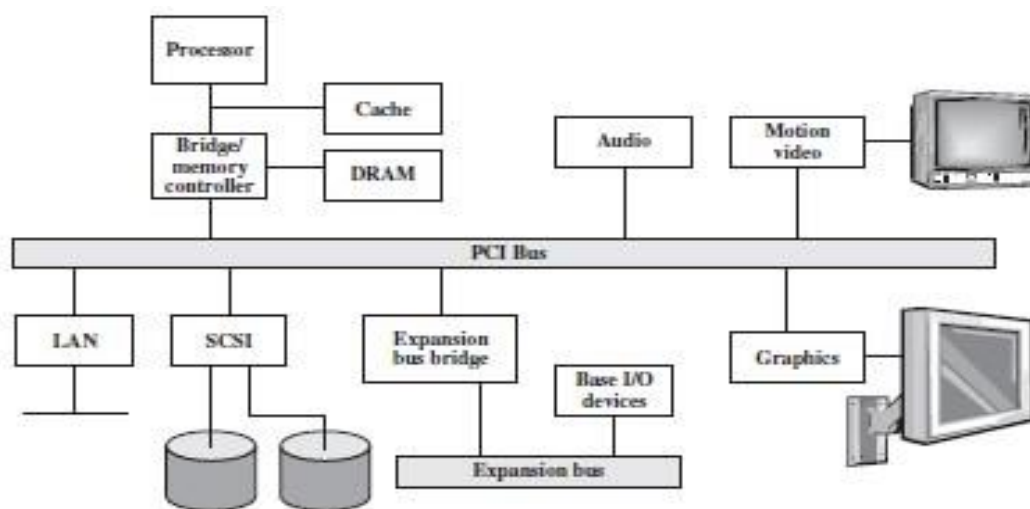 Processor
Cache
Bridge/
memory
controller
DRAM
Audio
Motion
video
PCI Bus
LAN
SCSI
Expansion
bus bridge
Base I/O
devices
Graphics
Expansion bus